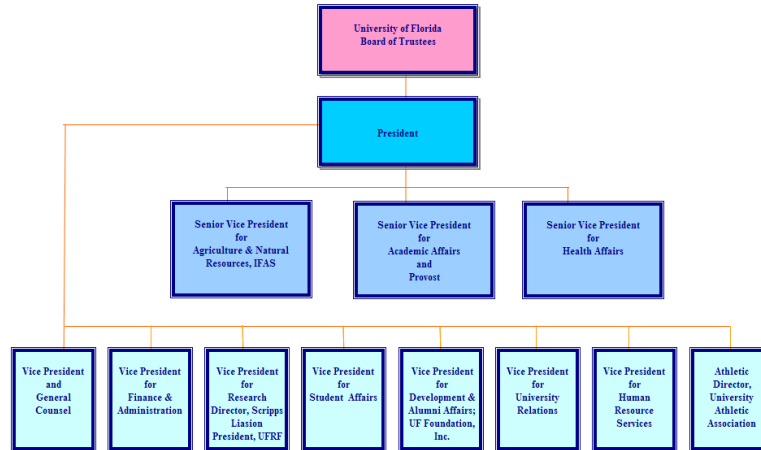 University of Florida
Board of Trustees
President
Senior Vice President
for
Agriculture & Natural
Resources, IFAS
Senior Vice President
for
Academic Affairs
and
Provost
Senior Vice President
for
Health Affairs
Vice President
and
General
Counsel
Vice President
for
Finance &
Administration
Vice President
for
Research
Director, Scripps
Liasion
President, UFRF
Vice President
for
Student Affairs
Vice President
for
Development &
Alumni Affairs;
UF Foundation,
Inc.
Vice President
for
University
Relations
Vice President
for
Human
Resource
Services
Athletic
Director,
University
Athletic
Association